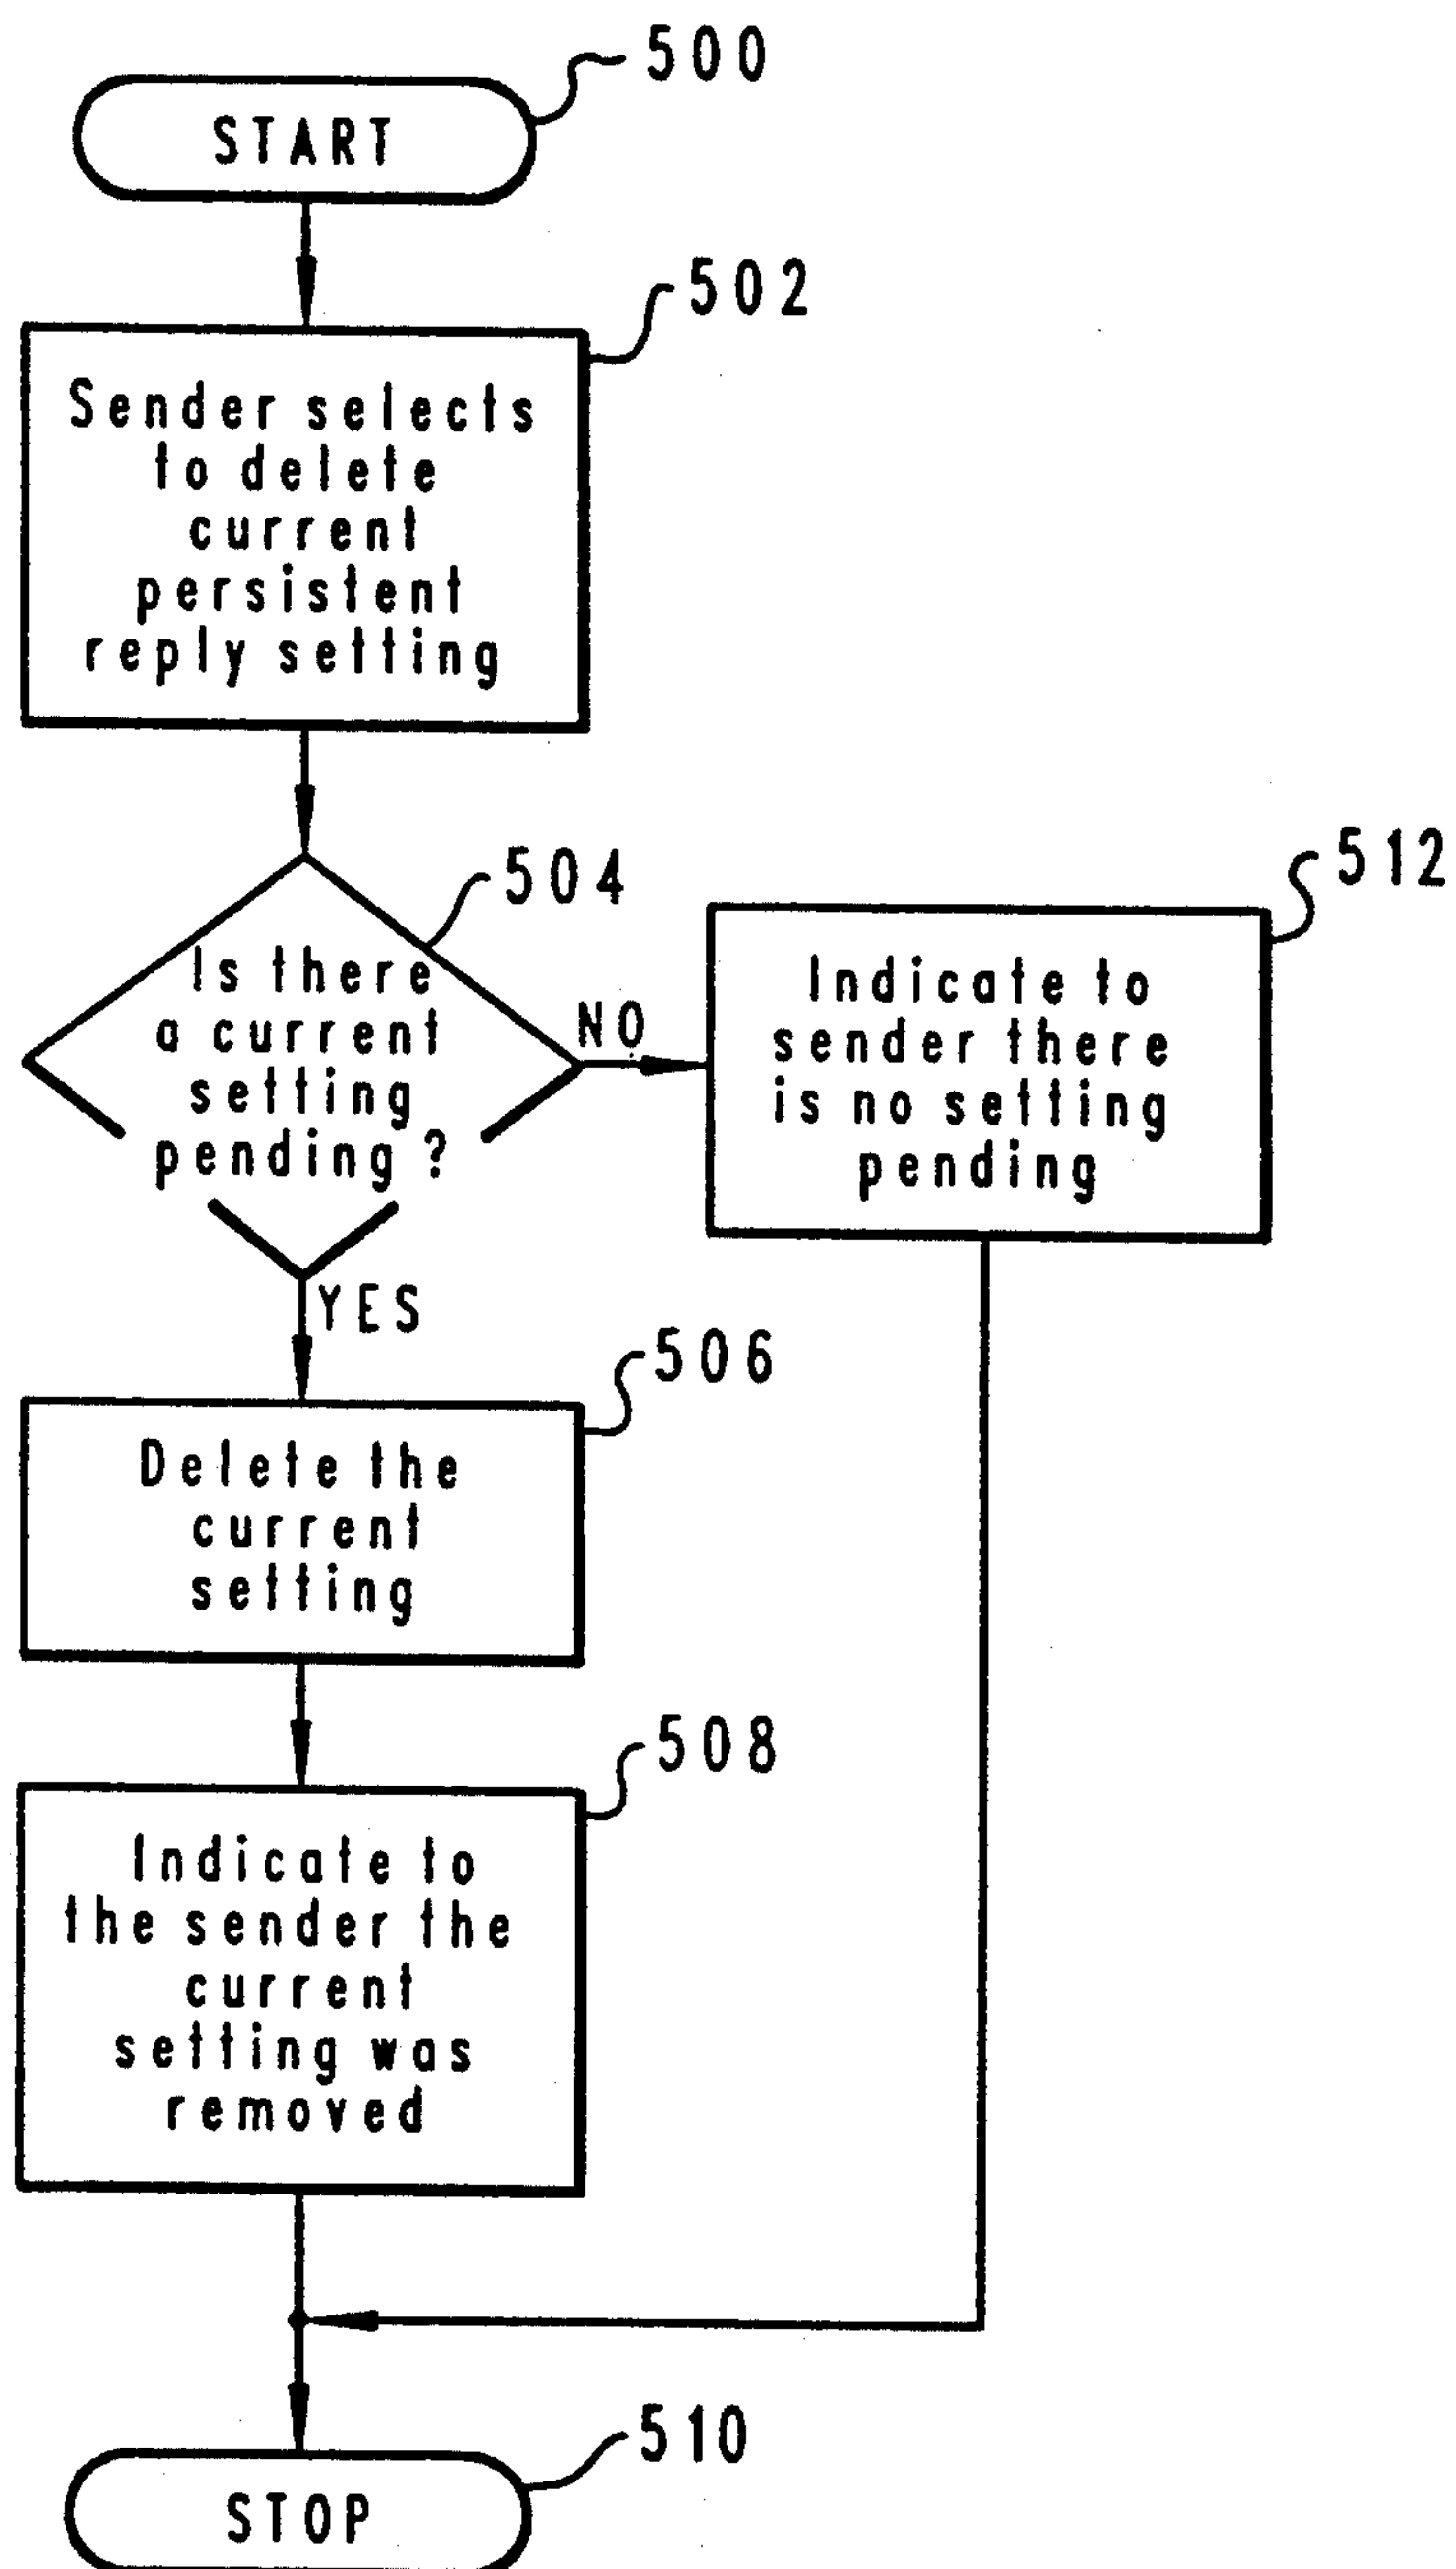 500
START
502
Sender selects
to delete
current
persistent
reply setting
504
Is there
a current
setting
pending ?
NO
512
Indicate to
sender there
is no setting
pending
YES
506
Delete the
current
setting
508
Indicate to
the sender the
current
setting was
removed
510
STOP